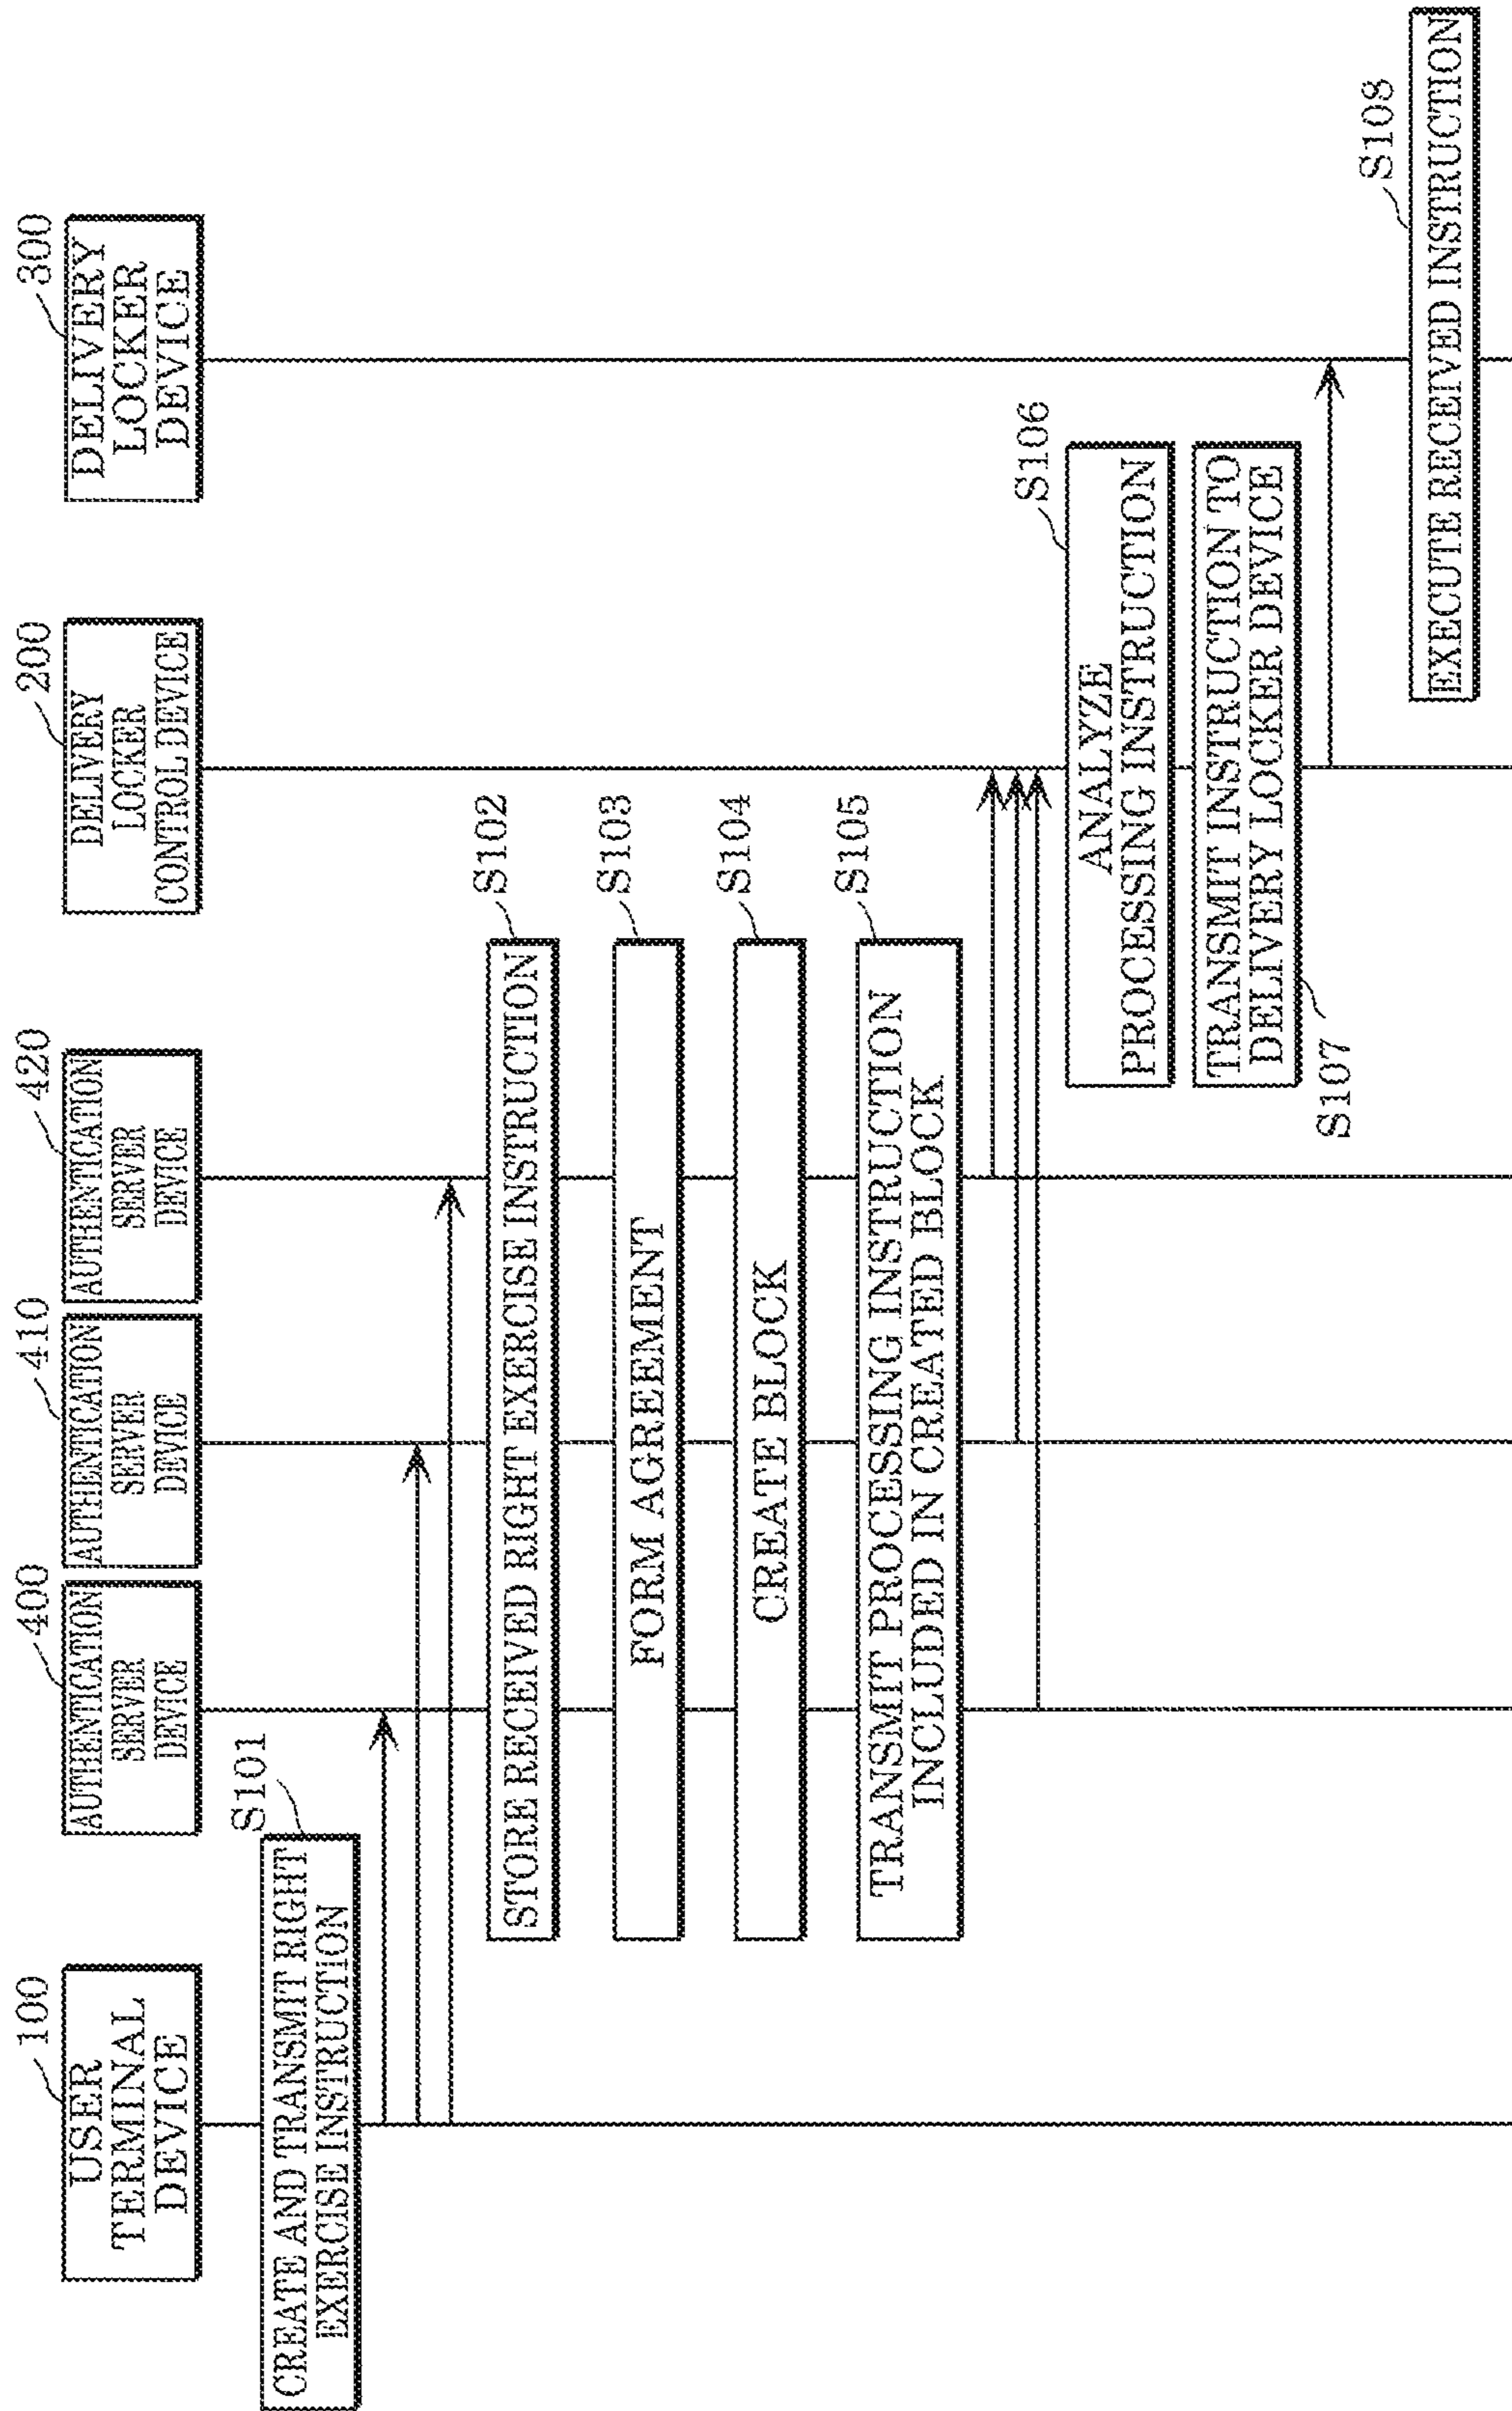 100
USER
TERMINAL
DEVICE
400
AUTHENTICATION
SERVER
DEVICE
410
AUTHENTICATION
SERVER
DEVICE
420
AUTHENTICATION
SERVER
DEVICE
200
DELIVERY
LOCKER
CONTROL DEVICE
300
DELIVERY
LOCKER
DEVICE
S101
CREATE AND TRANSMIT RIGHT
EXERCISE INSTRUCTION
S102
STORE RECEIVED RIGHT EXERCISE INSTRUCTION
S103
FORM AGREEMENT
S104
CREATE BLOCK
S105
TRANSMIT PROCESSING INSTRUCTION
INCLUDED IN CREATED BLOCK
S106
ANALYZE
PROCESSING INSTRUCTION
TRANSMIT INSTRUCTION TO
DELIVERY LOCKER DEVICE
S107
S108
EXECUTE RECEIVED INSTRUCTION